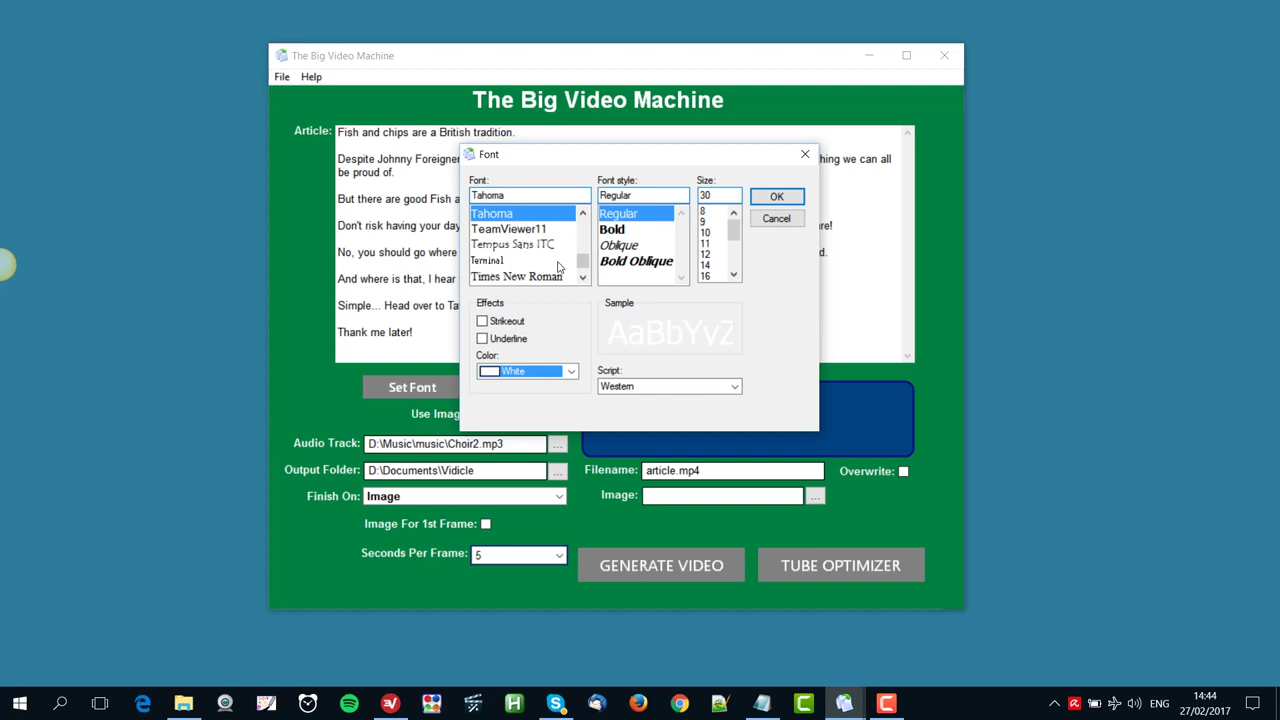 The Big Video Machine
File Help
The Big Video Machine
Article:
Fish and chips are a British tradition.
Despite Johnny Foreigne
hing we can all
be proud of.
But there are good Fish a
Don't risk having your day
re!
No, you should go where
d.
And where is that, I hear
Simple... Head over to Ta
Thank me later!
Font
Font: Font style: Size:
Tahoma Regular 30 OK
Tahoma Regular 8 Cancel
TeamViewer11 Bold 9
Tempus Sans ITC Oblique 10
Terminal Bold Oblique 11
Times New Roman 12
14
16
Effects Sample
Strikeout
Underline
AaBbYyZ
Color:
White
Script:
Western
Set Font
Use Imag
Audio Track: D:\Music\music\Choir2.mp3 ...
Output Folder: D:\Documents\Vidicle ... Filename: article.mp4 Overwrite:
Finish On: Image Image: ...
Image For 1st Frame:
Seconds Per Frame: 5 GENERATE VIDEO TUBE OPTIMIZER
ENG
14:44
27/02/2017